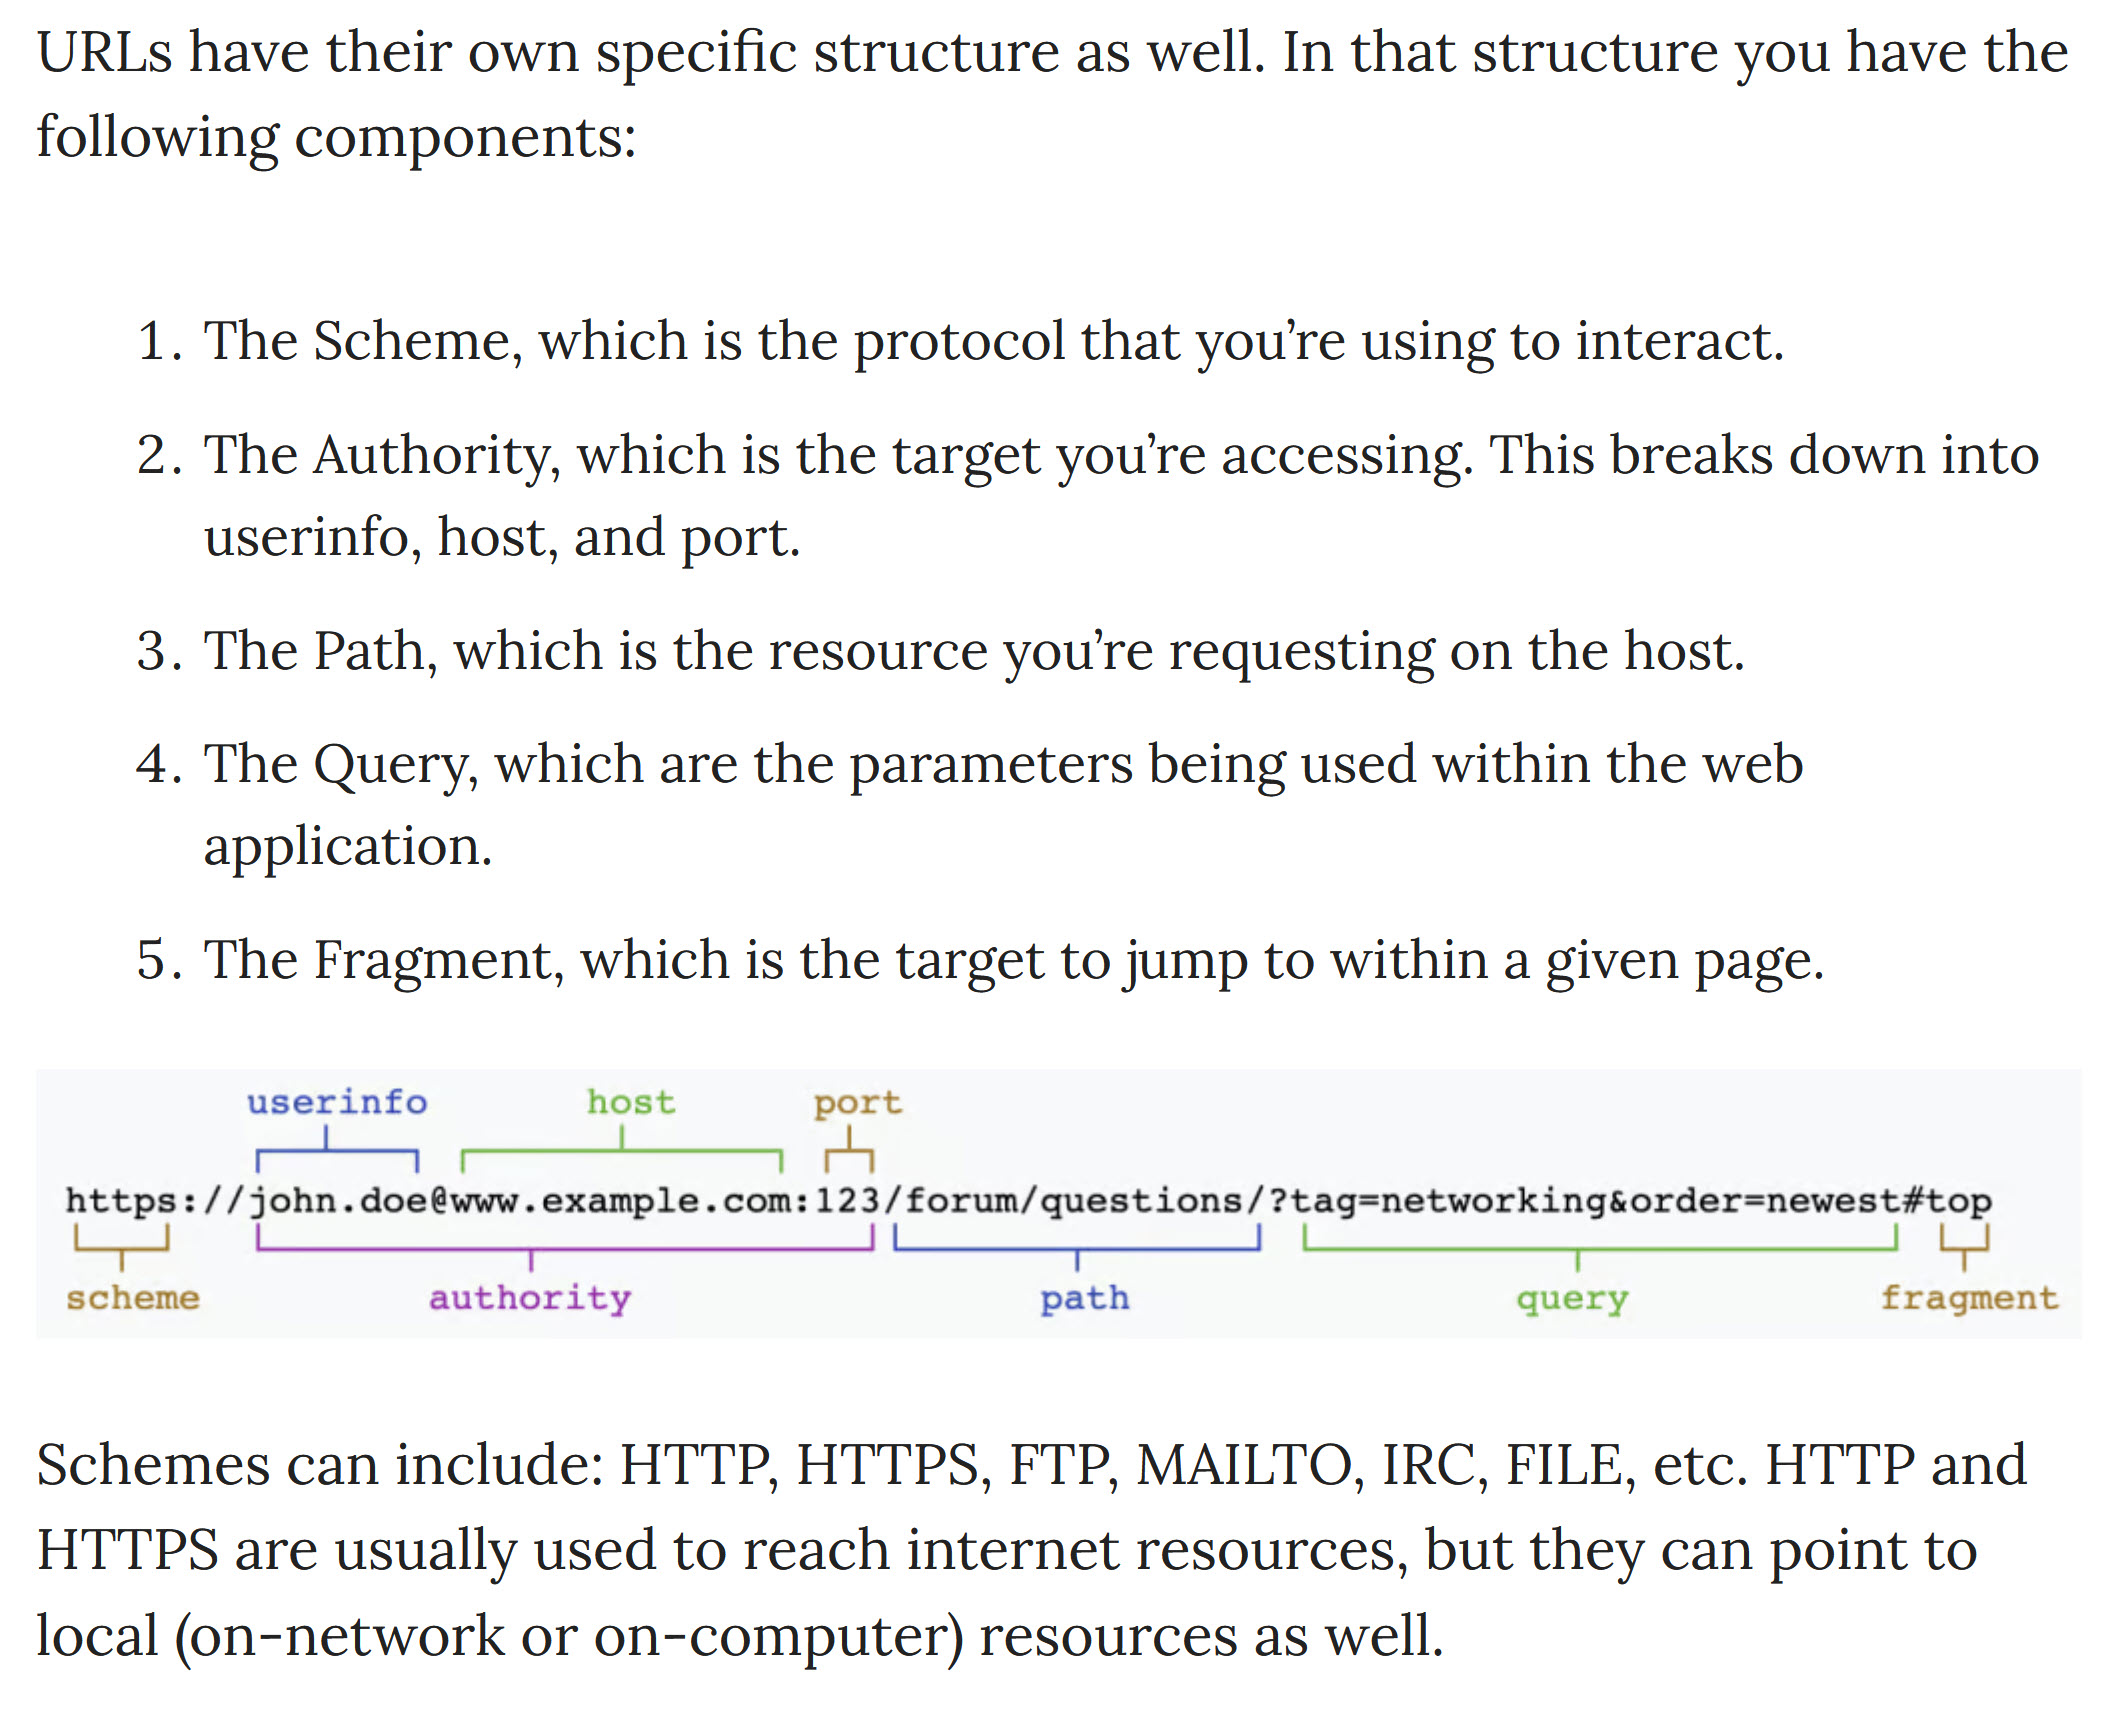 URLs have their own specific structure as well. In that structure you have the
following components:
1. The Scheme, which is the protocol that you’re using to interact.
2. The Authority, which is the target you’re accessing. This breaks down into
userinfo, host, and port.
3. The Path, which is the resource you’re requesting on the host.
4. The Query, which are the parameters being used within the web
application.
5. The Fragment, which is the target to jump to within a given page.
userinfo host port
https://john.doe@www.example.com:123/forum/questions/?tag=networking&order=newest#top
scheme authority path query fragment
Schemes can include: HTTP, HTTPS, FTP, MAILTO, IRC, FILE, etc. HTTP and
HTTPS are usually used to reach internet resources, but they can point to
local (on-network or on-computer) resources as well.